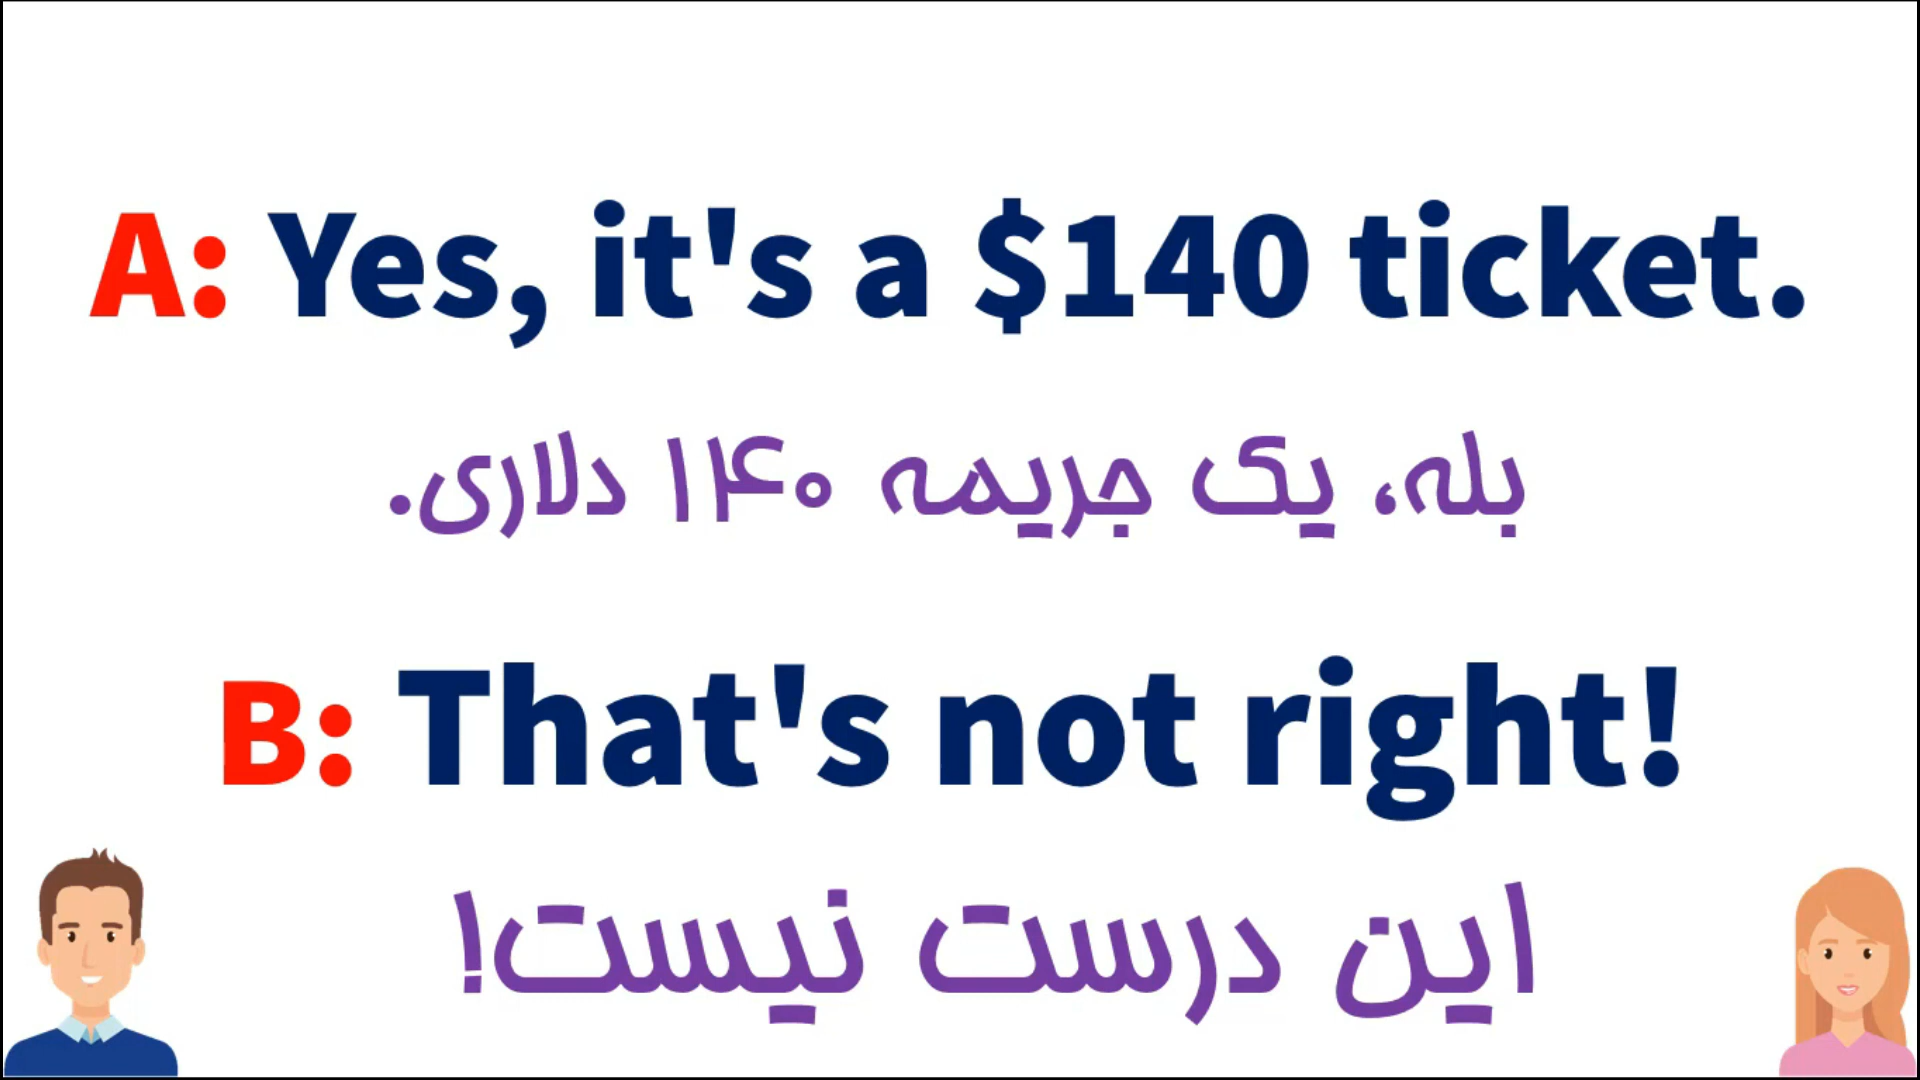 A: Yes, it's a $140 ticket.
بله، یک جریمه ۱۴۰ دلاری.
B: That's not right!
این درست نیست!